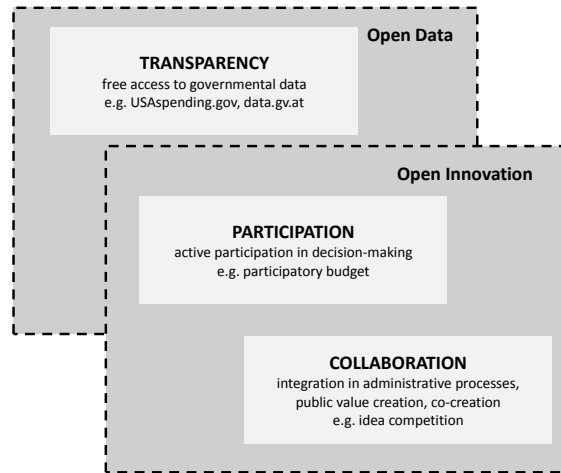 Open Data
TRANSPARENCY
free access to governmental data
e.g. USAspending.gov, data.gv.at
Open Innovation
PARTICIPATION
active participation in decision-making
e.g. participatory budget
COLLABORATION
integration in administrative processes,
public value creation, co-creation
e.g. idea competition